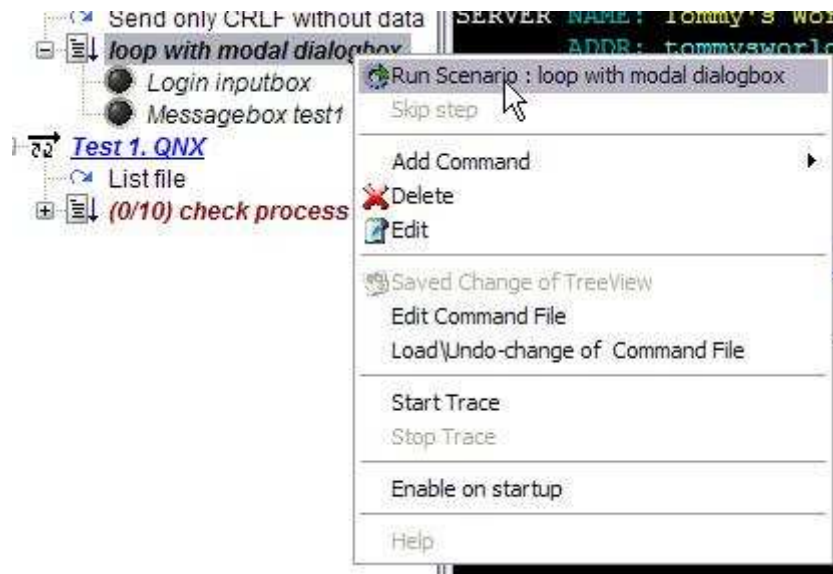 Send only CRLF without data
loop with modal dialogbox
Login inputbox
Messagebox test1
Test 1. QNX
List file
(0/10) check process
SERVER NAME: Tommy's Wor
ADDR: tommysworl
Run Scenario : loop with modal dialogbox
Skip step
Add Command
Delete
Edit
Saved Change of TreeView
Edit Command File
Load\Undo-change of Command File
Start Trace
Stop Trace
Enable on startup
Help